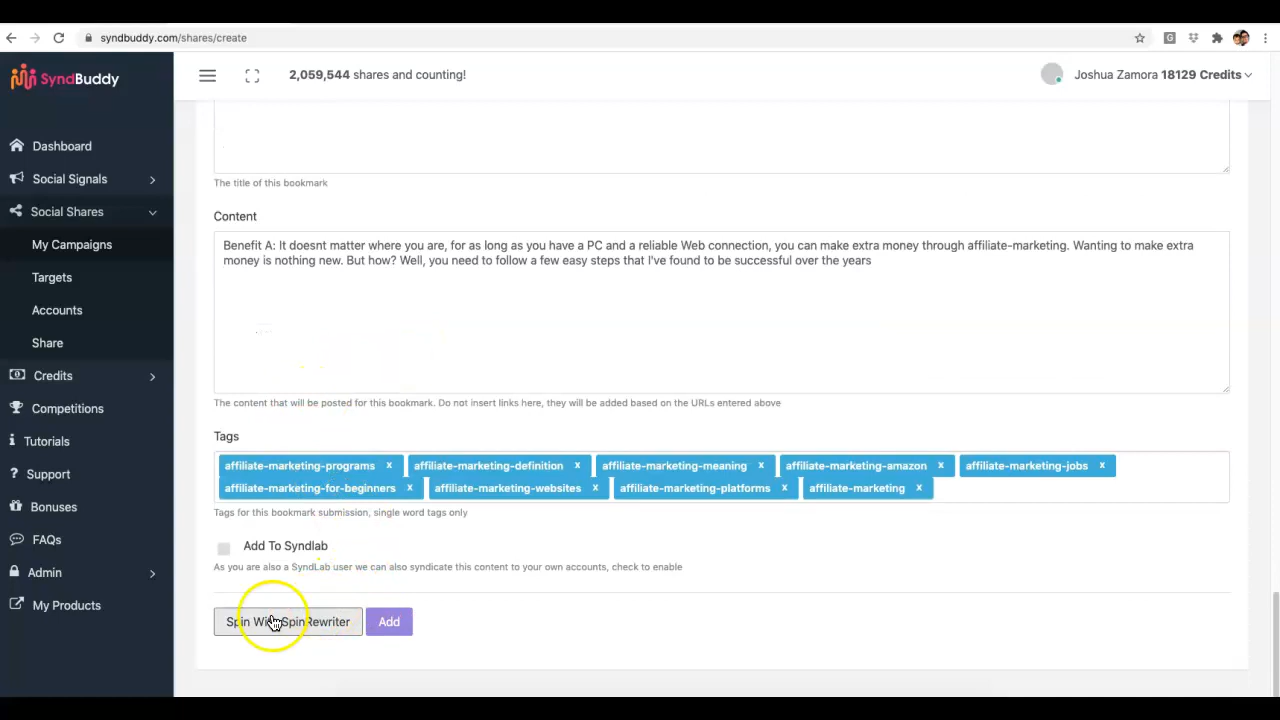 syndbuddy.com/shares/create
SyndBuddy
2,059,544 shares and counting!
Joshua Zamora 18129 Credits
Dashboard
Social Signals
Social Shares
My Campaigns
Targets
Accounts
Share
Credits
Competitions
Tutorials
Support
Bonuses
FAQs
Admin
My Products
The title of this bookmark
Content
Benefit A: It doesnt matter where you are, for as long as you have a PC and a reliable Web connection, you can make extra money through affiliate-marketing. Wanting to make extra
money is nothing new. But how? Well, you need to follow a few easy steps that I've found to be successful over the years
The content that will be posted for this bookmark. Do not insert links here, they will be added based on the URLs entered above
Tags
affiliate-marketing-programs x affiliate-marketing-definition x affiliate-marketing-meaning x affiliate-marketing-amazon x affiliate-marketing-jobs x
affiliate-marketing-for-beginners x affiliate-marketing-websites x affiliate-marketing-platforms x affiliate-marketing x
Tags for this bookmark submission, single word tags only
Add To Syndlab
As you are also a SyndLab user we can also syndicate this content to your own accounts, check to enable
Spin With SpinRewriter Add